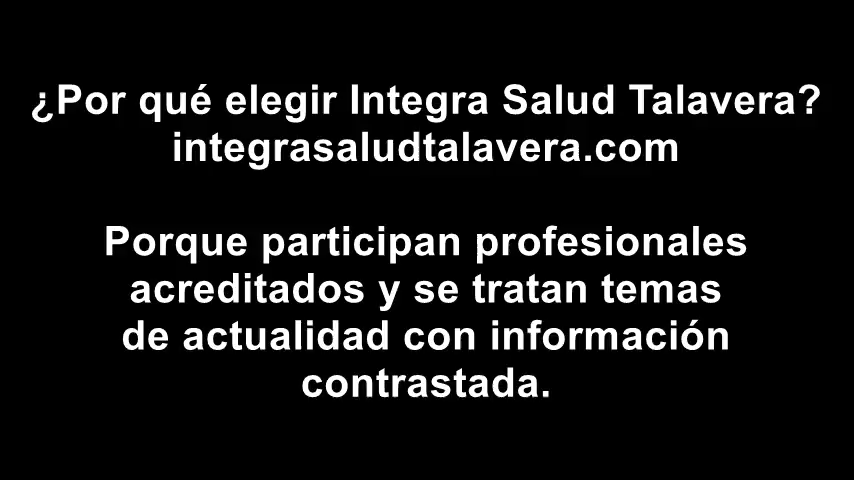 ¿Por qué elegir Integra Salud Talavera?
integrasaludtalavera.com
Porque participan profesionales
acreditados y se tratan temas
de actualidad con información
contrastada.